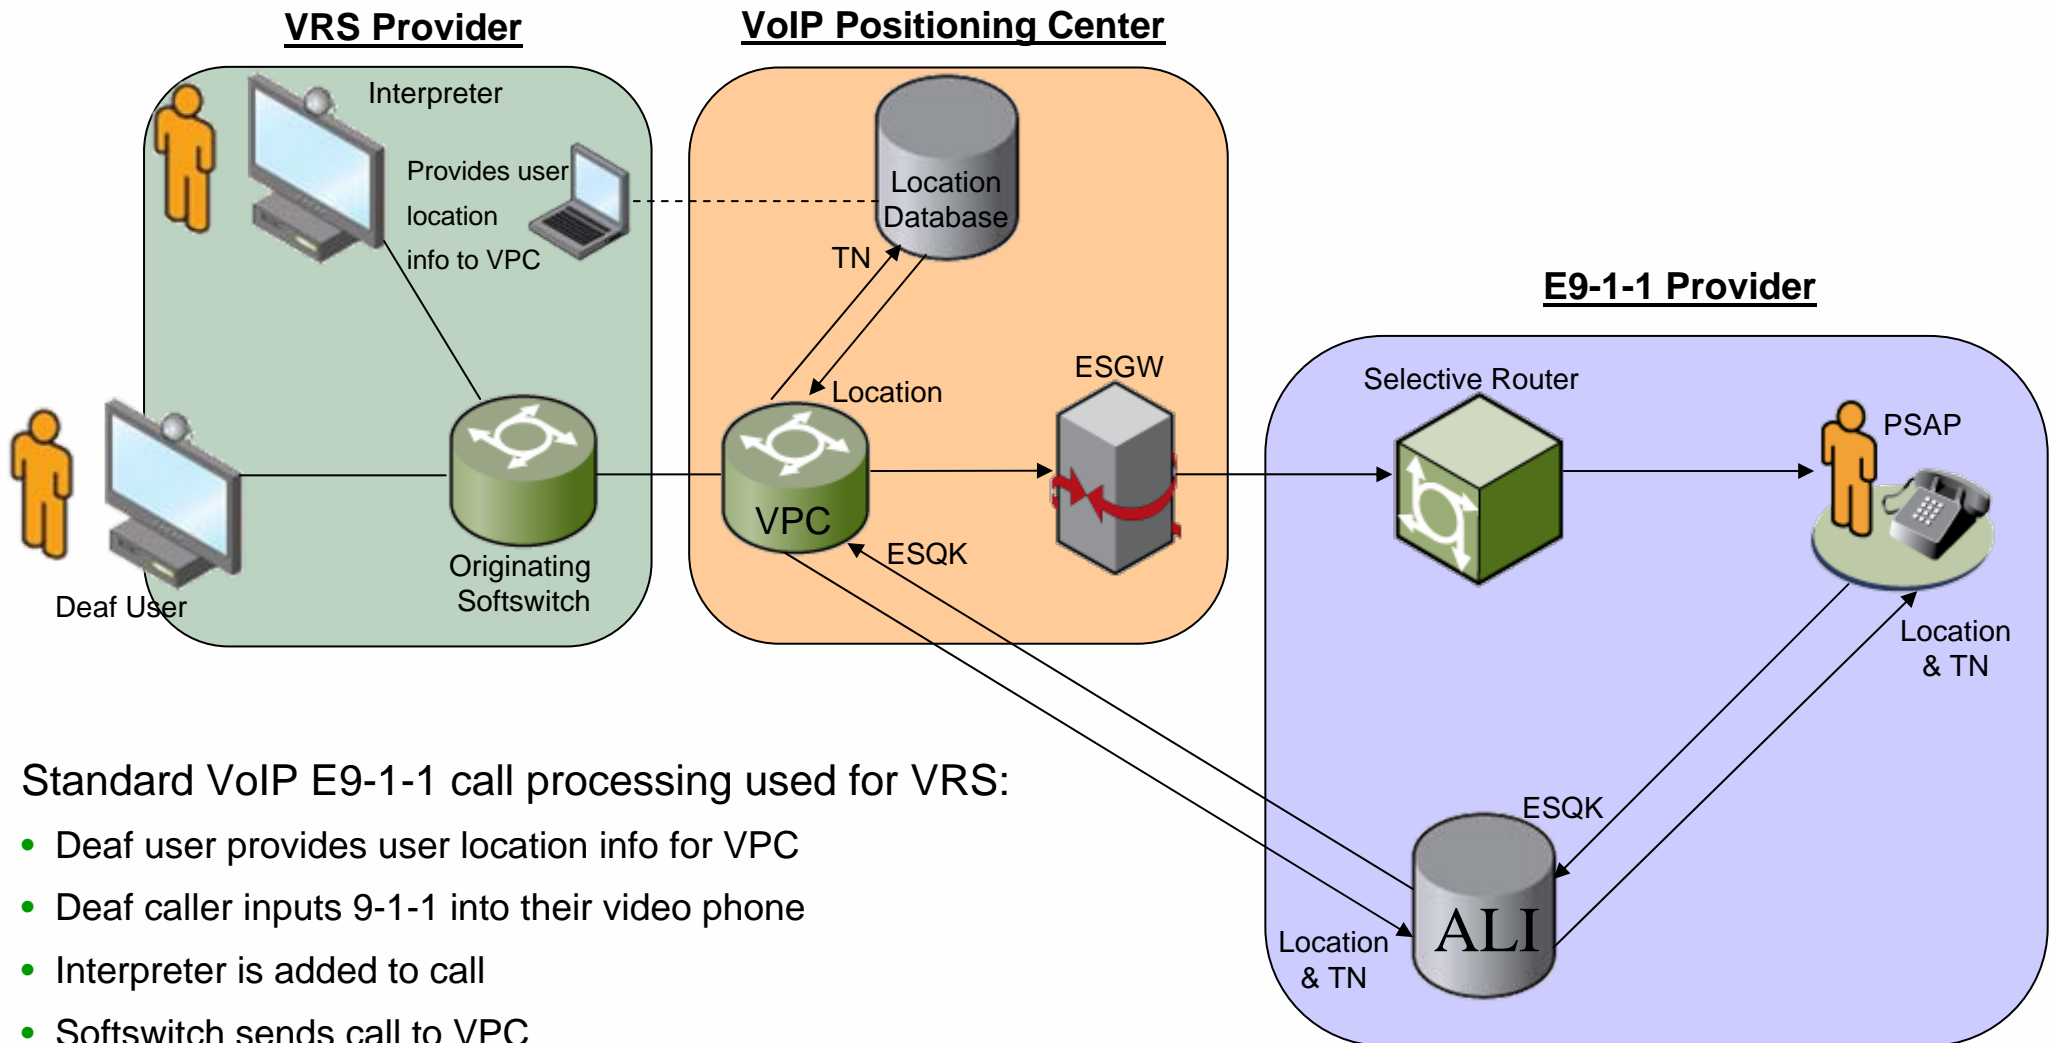 VRS Provider
VoIP Positioning Center
Interpreter
Provides user
location
info to VPC
Location
Database
TN
Location
ESGW
VPC
ESQK
Originating
Softswitch
Deaf User
E9-1-1 Provider
Selective Router
PSAP
Location
& TN
ESQK
ALI
Location
& TN
Standard VoIP E9-1-1 call processing used for VRS:
• Deaf user provides user location info for VPC
• Deaf caller inputs 9-1-1 into their video phone
• Interpreter is added to call
• Softswitch sends call to VPC